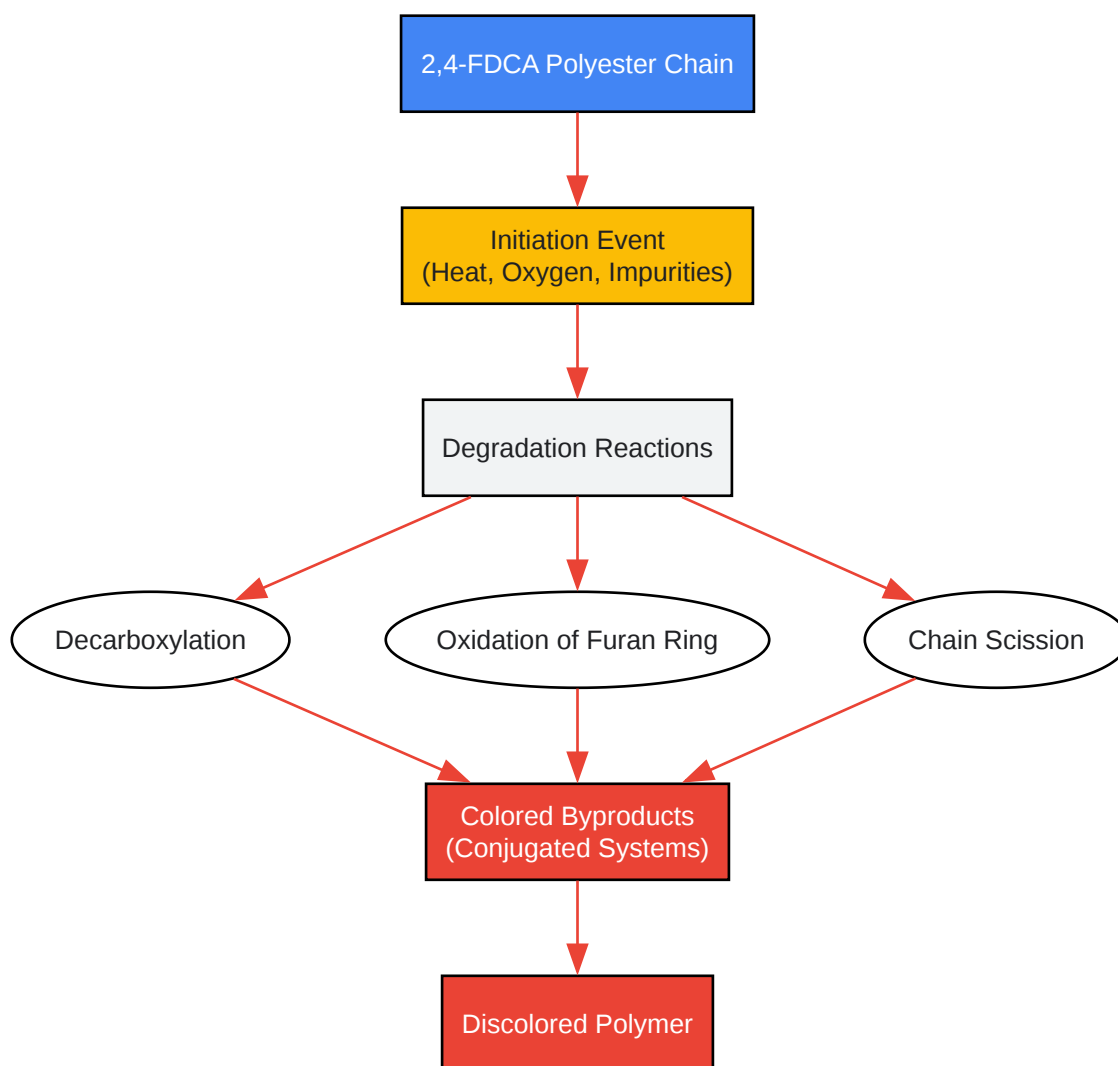 2,4-FDCA Polyester Chain
Initiation Event
(Heat, Oxygen, Impurities)
Degradation Reactions
Decarboxylation
Oxidation of Furan Ring
Chain Scission
Colored Byproducts
(Conjugated Systems)
Discolored Polymer